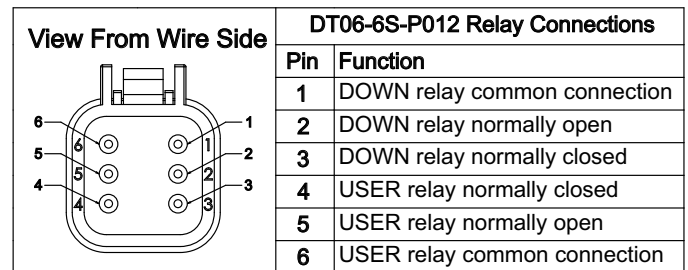 View From Wire Side
6
5
4
1
2
3
6
5
4
1
2
3
DT06-6S-P012 Relay Connections
Pin Function
1 DOWN relay common connection
2 DOWN relay normally open
3 DOWN relay normally closed
4 USER relay normally closed
5 USER relay normally open
6 USER relay common connection